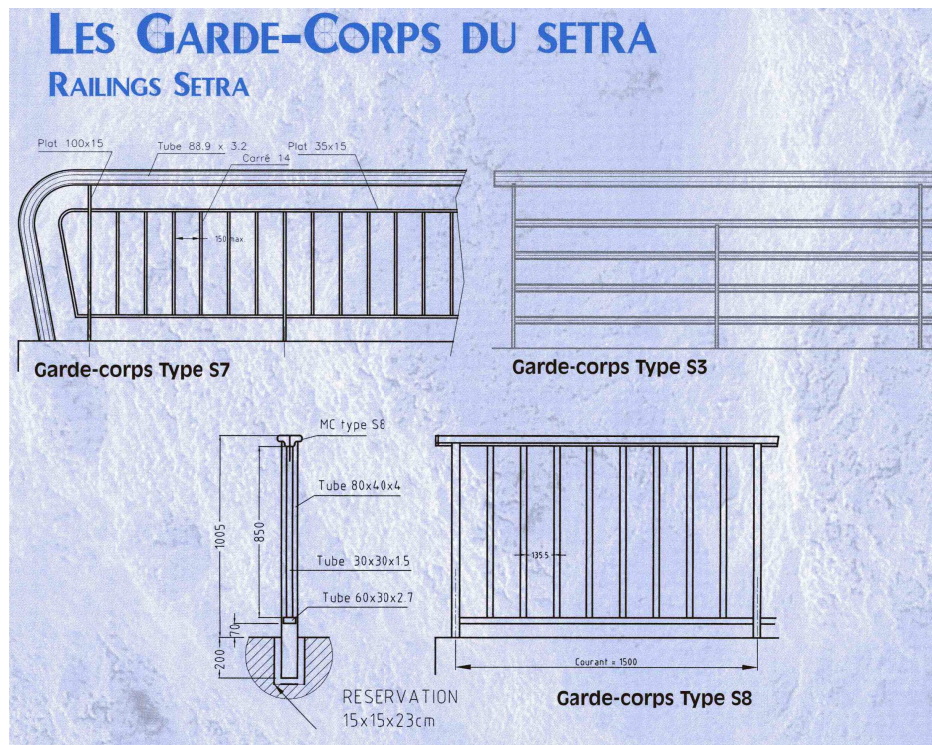 LES GARDE-CORPS DU SETRA
RAILINGS SETRA
Plat 100x15
Tube 88.9 x 3.2
Plat 35x15
Carré 14
150 max
Garde-corps Type S7
Garde-corps Type S3
MC type S8
Tube 80x40x4
1005
850
135.5
Tube 30x30x1.5
Tube 60x30x2.7
70
200
Courant = 1500
RESERVATION
15x15x23cm
Garde-corps Type S8